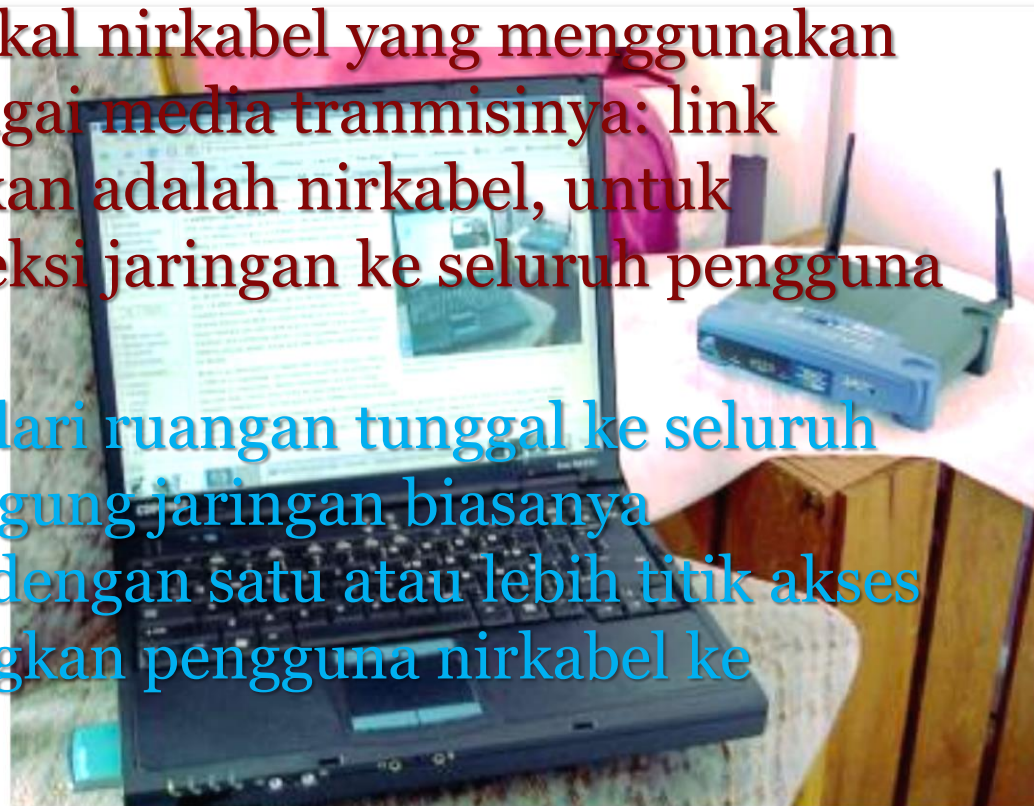 kal nirkabel yang menggunakan
gai media tranmisinya: link
kan adalah nirkabel, untuk
eksi jaringan ke seluruh pengguna
dari ruangan tunggal ke seluruh
gung jaringan biasanya
dengan satu atau lebih titik akses
gkan pengguna nirkabel ke